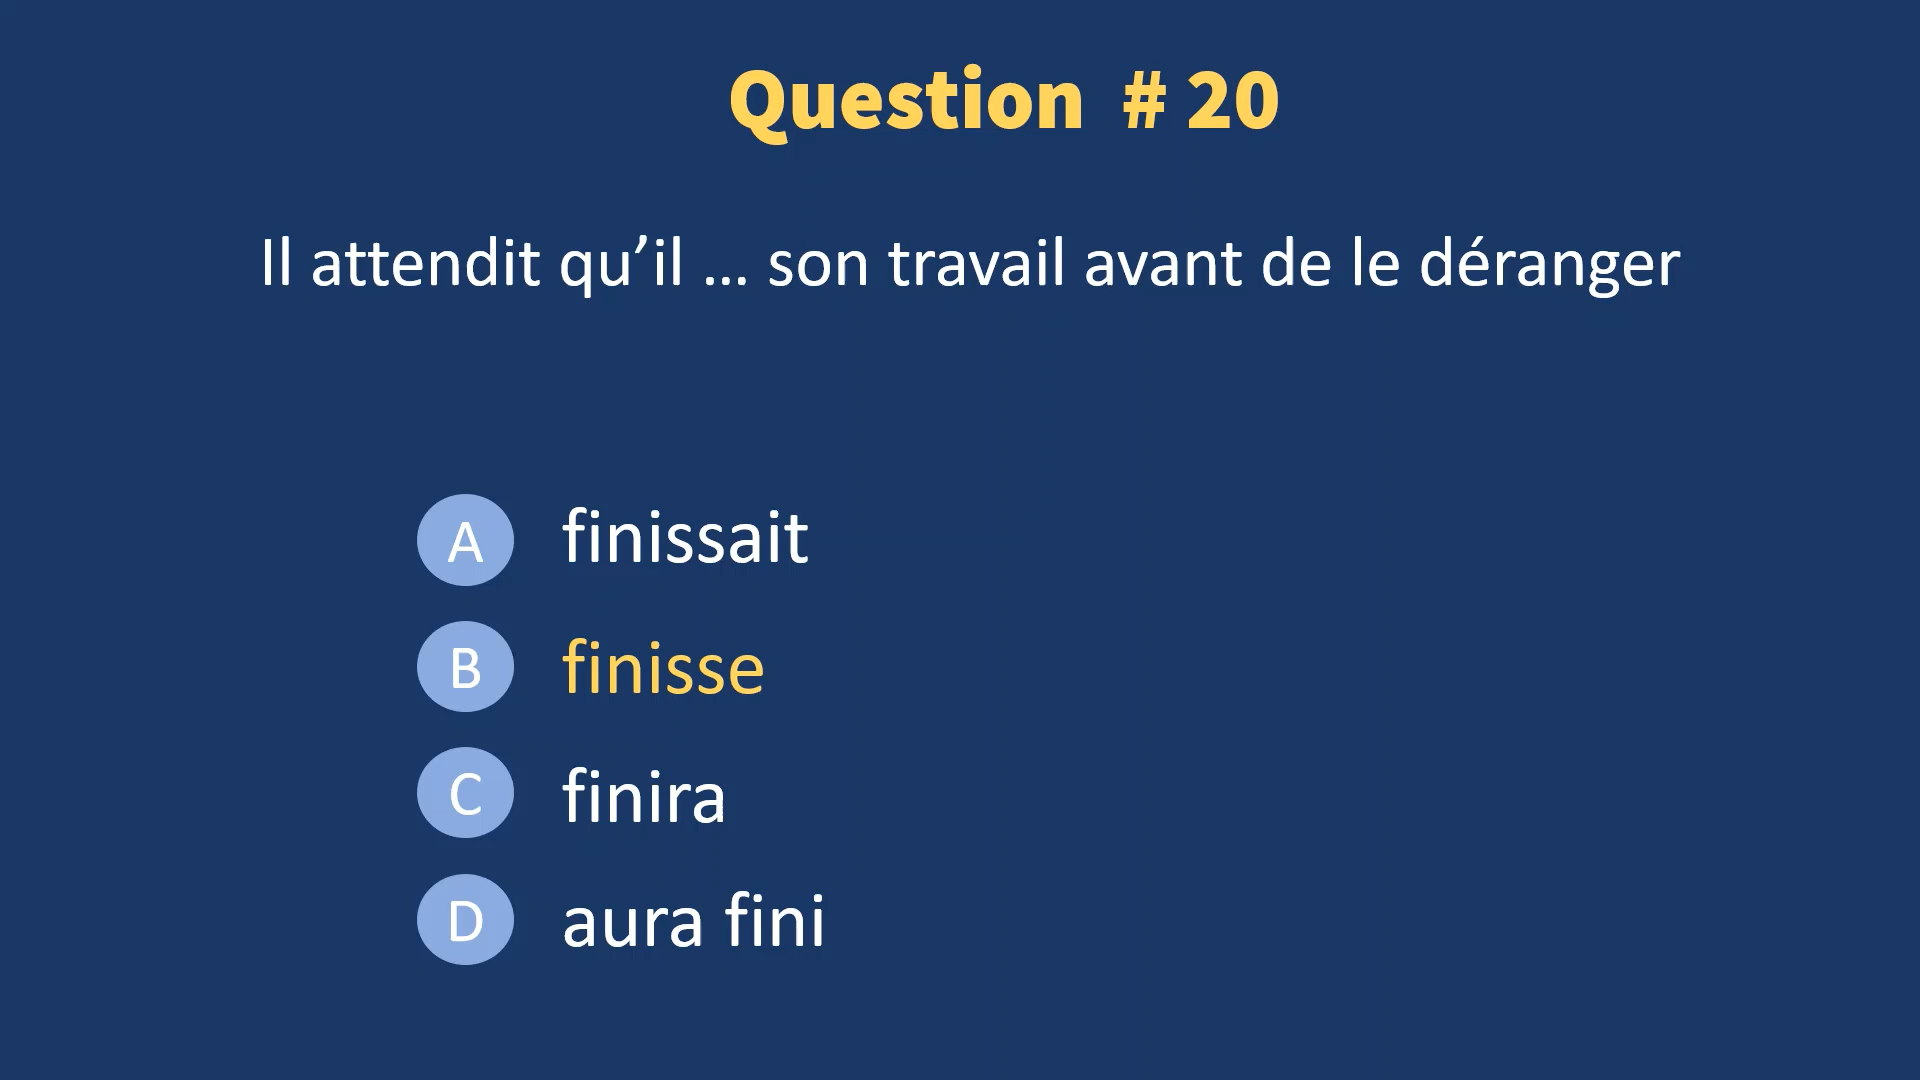 Question # 20
Il attendit qu’il ... son travail avant de le déranger
A finissait
B finisse
C finira
D aura fini